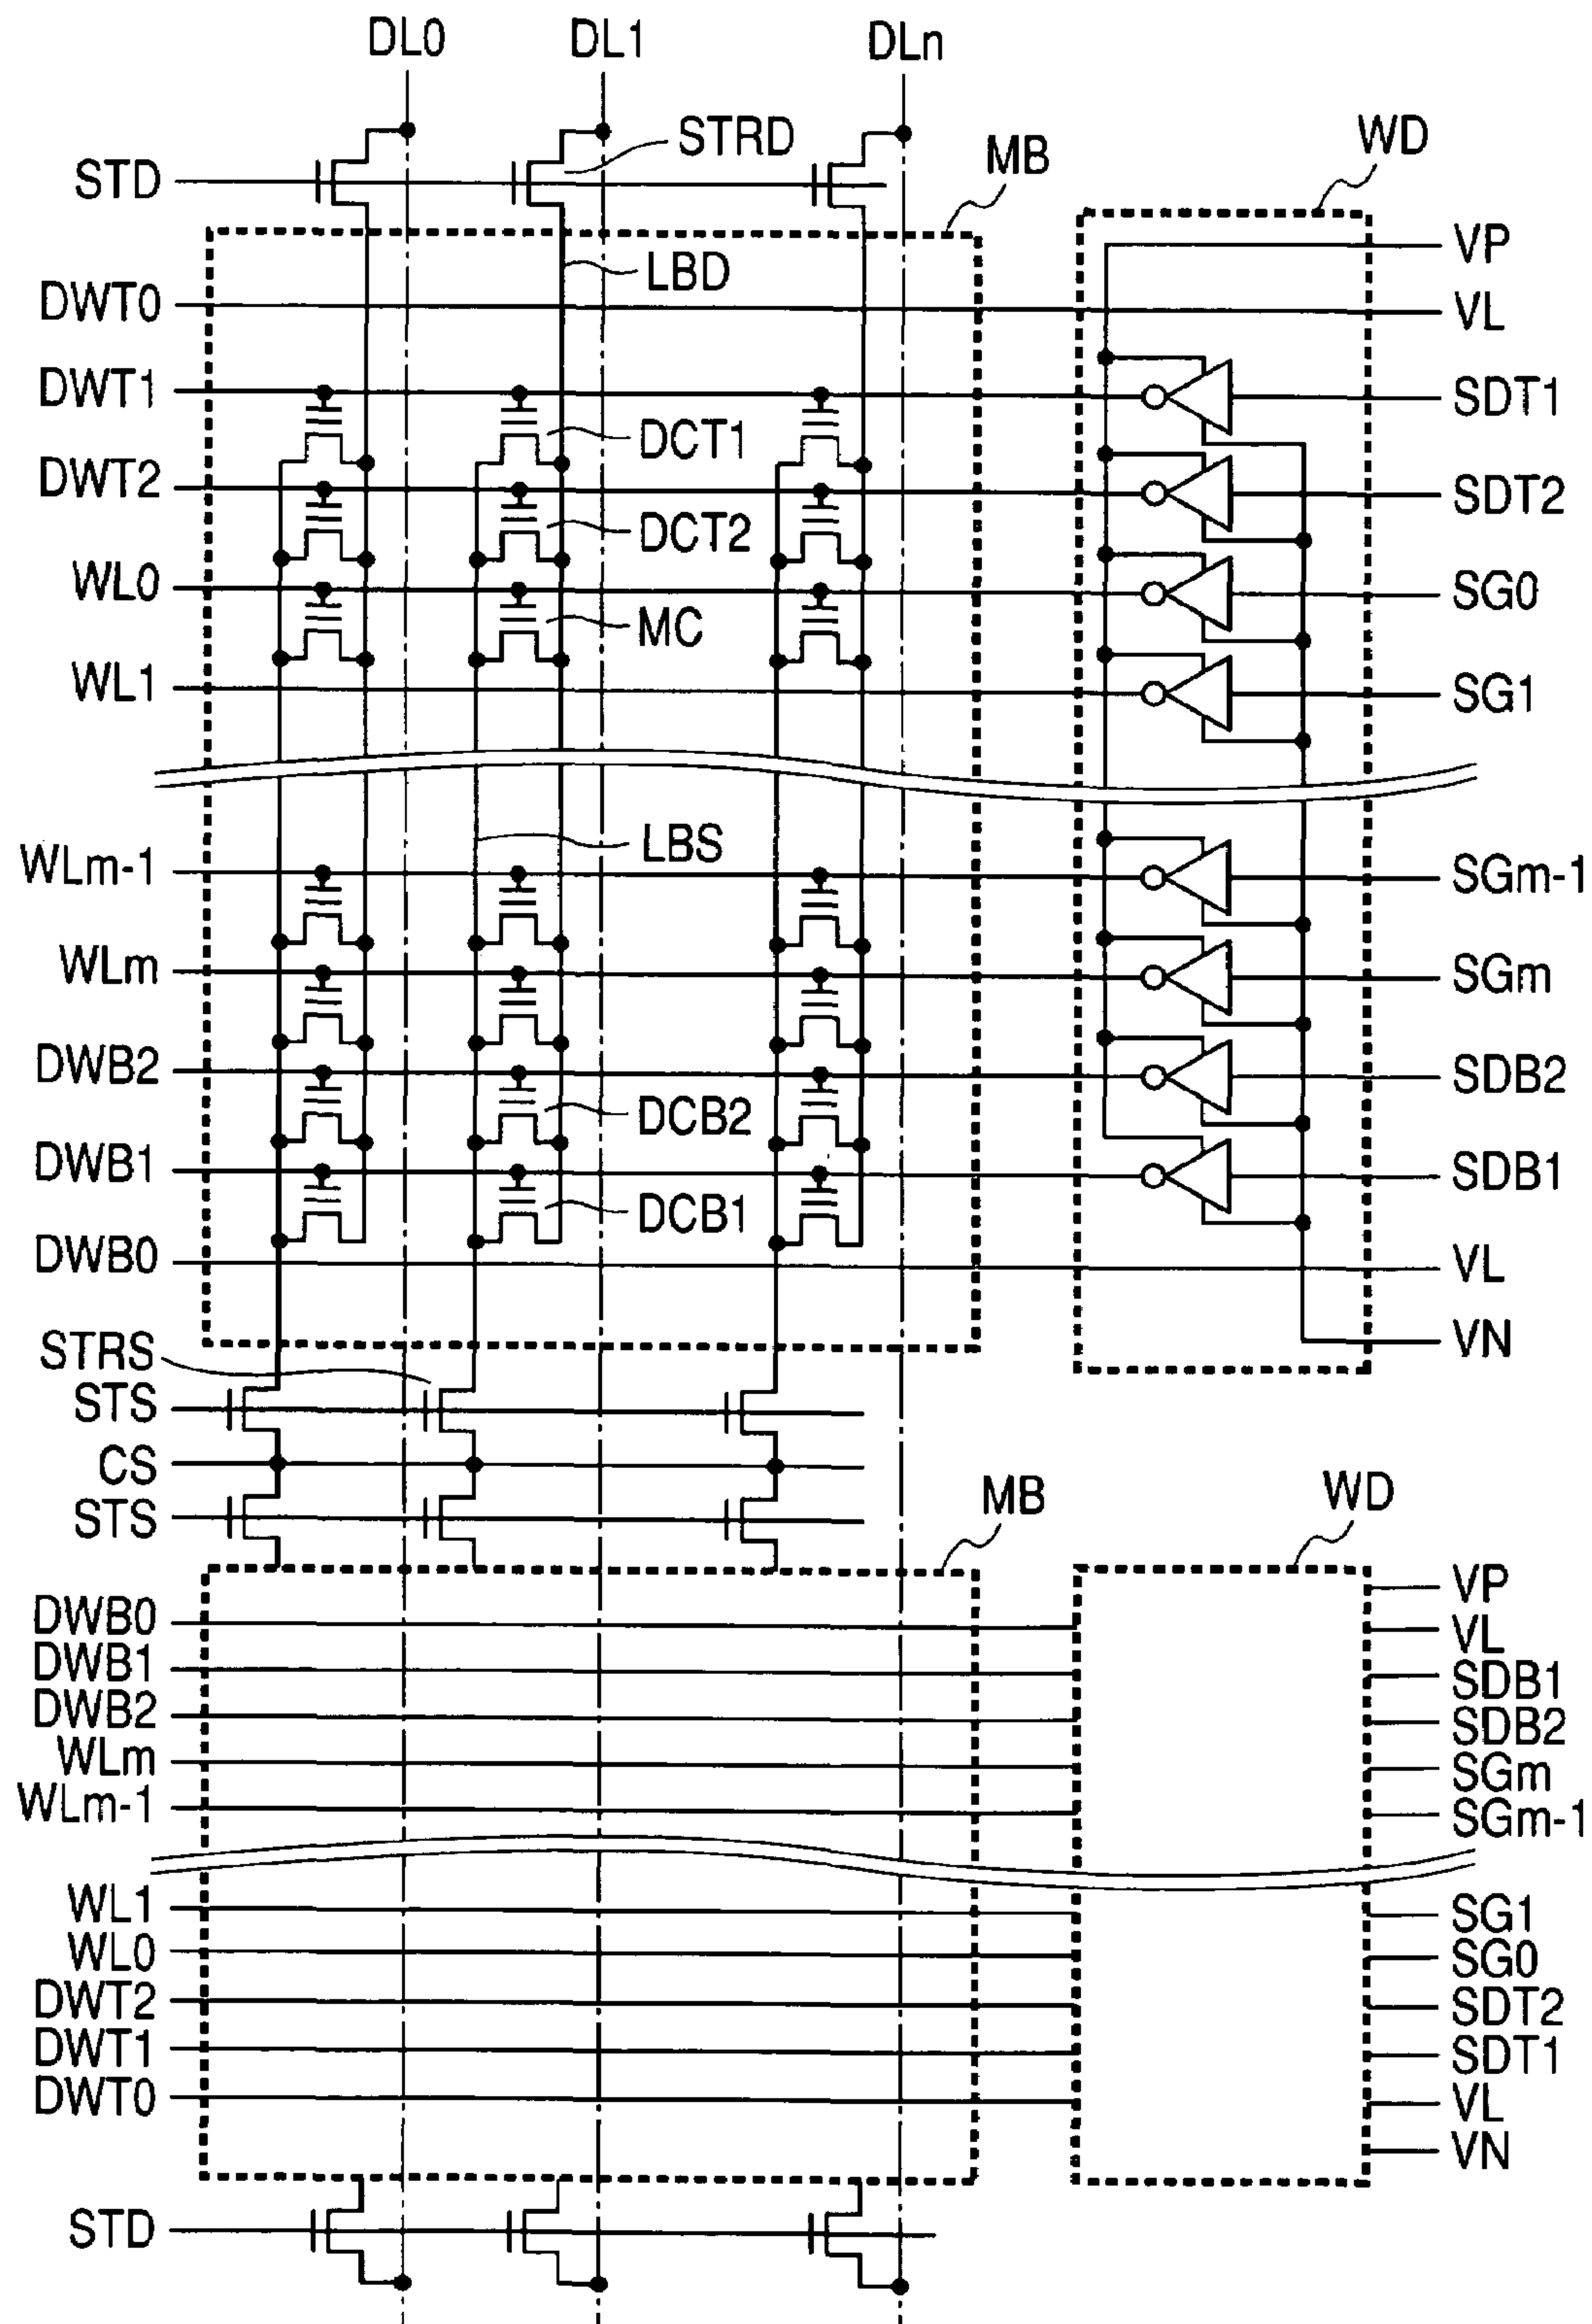 DL0 DL1 DLn
STD STRD MB WD
VP
LBD
DWT0 VL
DWT1 SDT1
DCT1
DWT2 SDT2
DCT2
WL0 SG0
MC
WL1 SG1
LBS
WLm-1 SGm-1
WLm SGm
DWB2 SDB2
DCB2
DWB1 SDB1
DCB1
DWB0 VL
VN
STRS
STS
CS
MB WD
STS
VP
DWB0 VL
DWB1 SDB1
DWB2 SDB2
WLm SGm
WLm-1 SGm-1
WL1 SG1
WL0 SG0
DWT2 SDT2
DWT1 SDT1
DWT0 VL
VN
STD